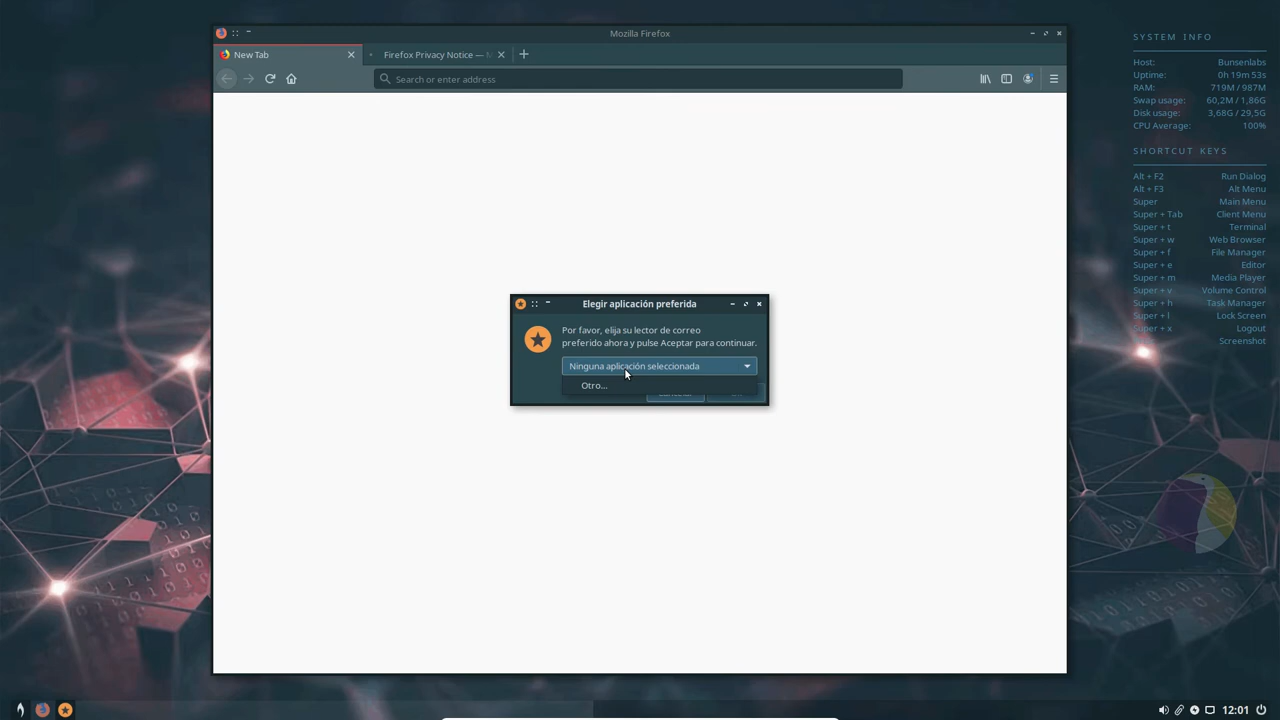 Mozilla Firefox
New Tab
Firefox Privacy Notice —
Search or enter address
Elegir aplicación preferida
Por favor, elija su lector de correo
preferido ahora y pulse Aceptar para continuar.
Ninguna aplicación seleccionada
Otro...
SYSTEM INFO
Host: Bunsenlabs
Uptime: 0h 19m 53s
RAM: 719M / 987M
Swap usage: 60,2M / 1,86G
Disk usage: 3,68G / 29,5G
CPU Average: 100%
SHORTCUT KEYS
Alt + F2 Run Dialog
Alt + F3 Alt Menu
Super Main Menu
Super + Tab Client Menu
Super + t Terminal
Super + w Web Browser
Super + f File Manager
Super + e Editor
Super + m Media Player
Super + v Volume Control
Super + h Task Manager
Super + l Lock Screen
Super + x Logout
Screenshot
12:01